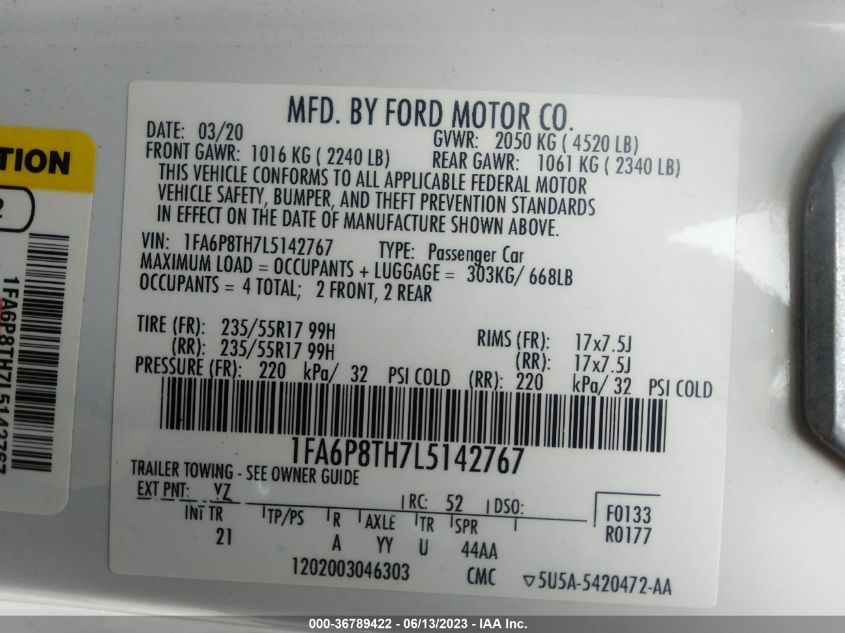 MFD. BY FORD MOTOR CO.
DATE: 03/20 GVWR: 2050 KG ( 4520 LB)
FRONT GAWR: 1016 KG ( 2240 LB) REAR GAWR: 1061 KG ( 2340 LB)
THIS VEHICLE CONFORMS TO ALL APPLICABLE FEDERAL MOTOR
VEHICLE SAFETY, BUMPER, AND THEFT PREVENTION STANDARDS
IN EFFECT ON THE DATE OF MANUFACTURE SHOWN ABOVE.
VIN: 1FA6P8TH7L5142767 TYPE: Passenger Car
MAXIMUM LOAD = OCCUPANTS + LUGGAGE = 303KG/ 668LB
OCCUPANTS = 4 TOTAL; 2 FRONT, 2 REAR
TIRE (FR): 235/55R17 99H RIMS (FR): 17x7.5J
(RR): 235/55R17 99H (RR): 17x7.5J
PRESSURE (FR): 220 kPa/ 32 PSI COLD (RR): 220 kPa/ 32 PSI COLD
1FA6P8TH7L5142767
TRAILER TOWING - SEE OWNER GUIDE
EXT PNT: YZ RC: 52 DSO: F0133
INT TR TP/PS R AXLE TR SPR R0177
21 A YY U 44AA
1202003046303 CMC ▽5U5A-5420472-AA
TION
2
1FA6P8TH7L5142767
000-36789422 - 06/13/2023 - IAA Inc.